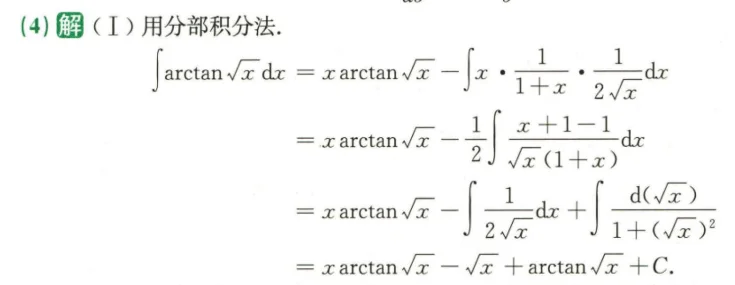 (4) 解 (Ⅰ) 用分部积分法.
∫arctan√x dx = x arctan√x − ∫x · 1/(1+x) · 1/(2√x) dx
= x arctan√x − 1/2 ∫ (x+1−1)/(√x(1+x)) dx
= x arctan√x − ∫ 1/(2√x) dx + ∫ d(√x)/(1+(√x)²)
= x arctan√x − √x + arctan√x + C.